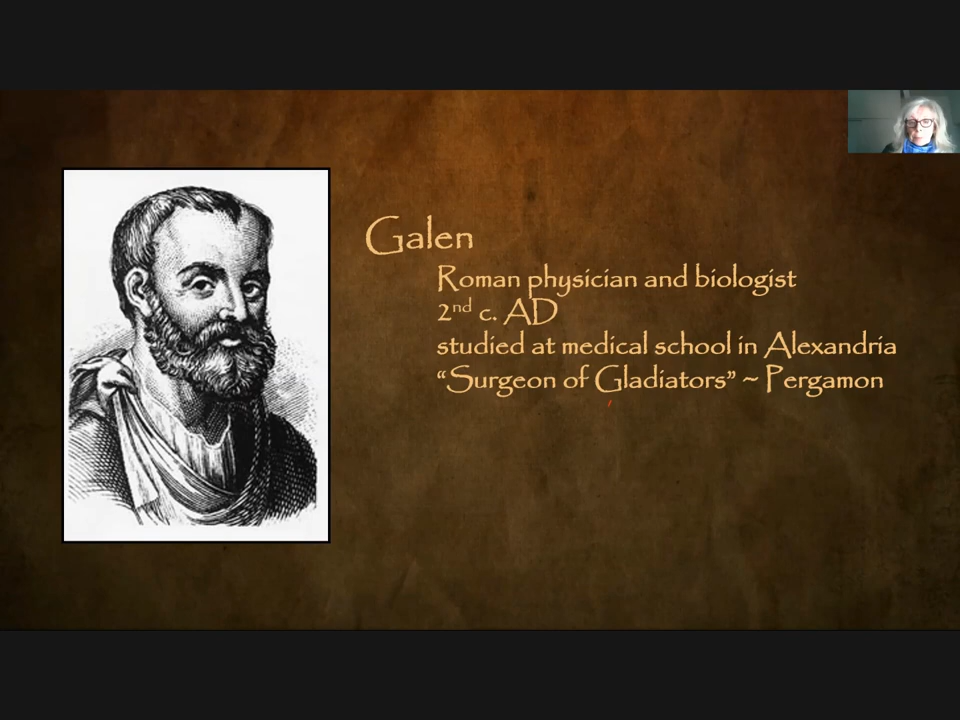 Galen
Roman physician and biologist
2nd c. AD
studied at medical school in Alexandria
“Surgeon of Gladiators” ~ Pergamon